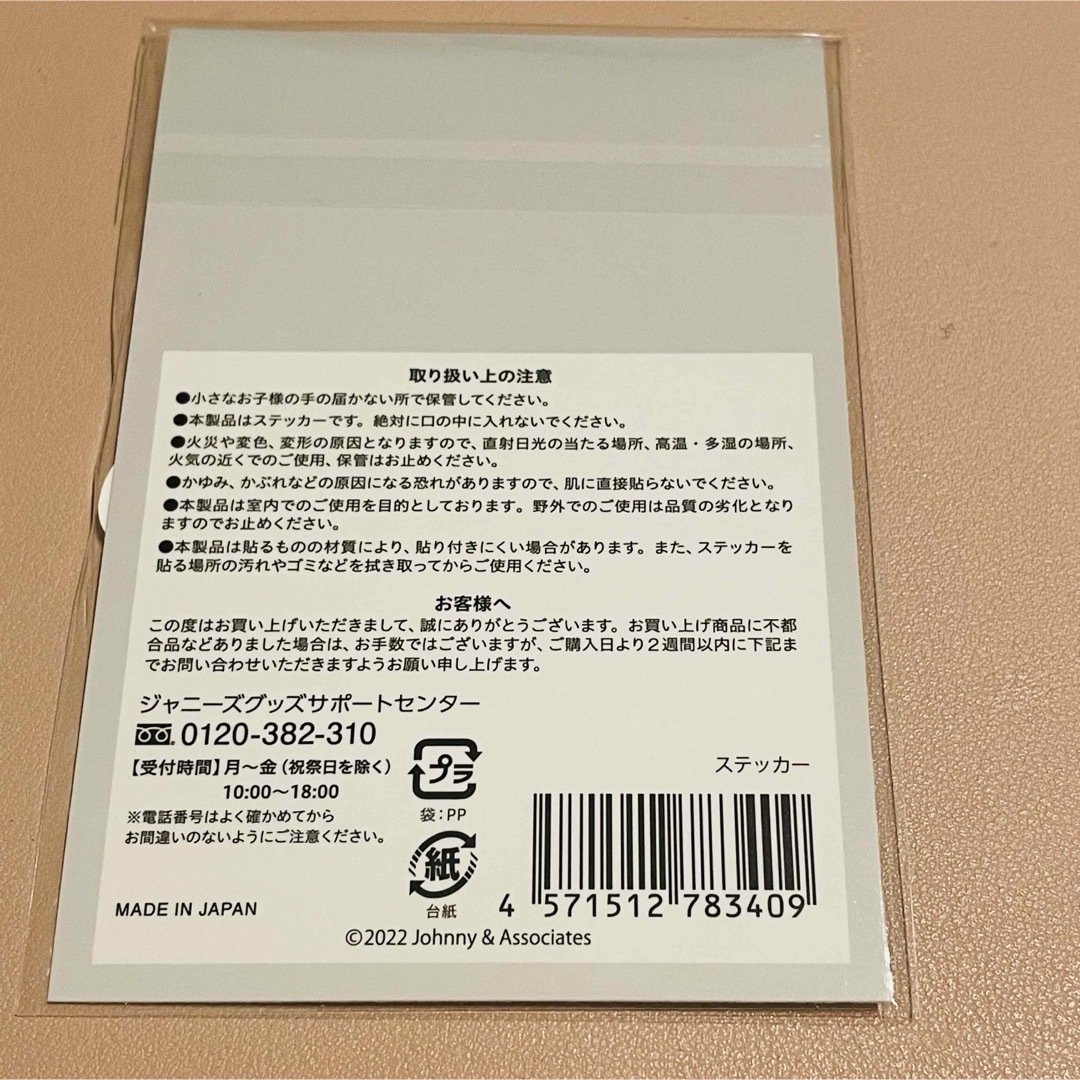 取り扱い上の注意
●小さなお子様の手の届かない所で保管してください。
●本製品はステッカーです。絶対に口の中に入れないでください。
●火災や変色、変形の原因となりますので、直射日光の当たる場所、高温・多湿の場所、
火気の近くでのご使用、保管はお止めください。
●かゆみ、かぶれなどの原因になる恐れがありますので、肌に直接貼らないでください。
●本製品は室内でのご使用を目的としております。野外でのご使用は品質の劣化となり
ますのでお止めください。
●本製品は貼るものの材質により、貼り付きにくい場合があります。また、ステッカーを
貼る場所の汚れやゴミなどを拭き取ってからご使用ください。
お客様へ
この度はお買い上げいただきまして、誠にありがとうございます。お買い上げ商品に不都
合品などありました場合は、お手数ではございますが、ご購入日より2週間以内に下記ま
でお問い合わせいただきますようお願い申し上げます。
ジャニーズグッズサポートセンター
0120-382-310
【受付時間】月〜金（祝祭日を除く）
10:00〜18:00
※電話番号はよく確かめてから
お間違いのないようにご注意ください。
プラ
袋：PP
紙
台紙
ステッカー
4 571512 783409
MADE IN JAPAN
©2022 Johnny & Associates